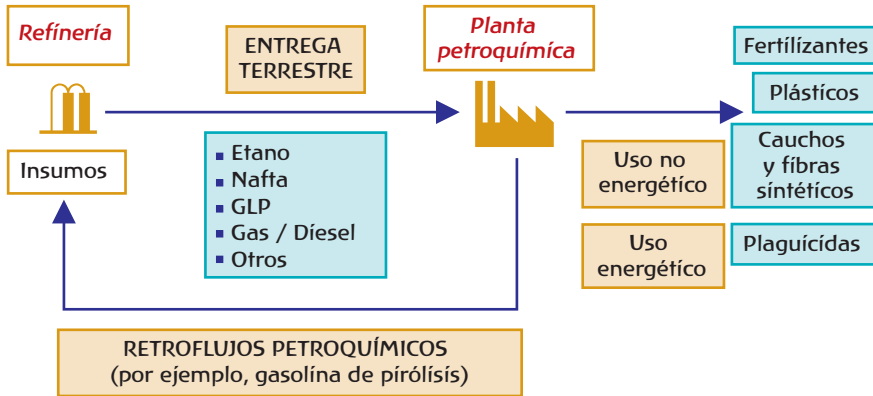 Refinería
Insumos
ENTREGA
TERRESTRE
Etano
Nafta
GLP
Gas / Diesel
Otros
Planta
petroquímica
Uso no
energético
Uso
energético
Fertilizantes
Plásticos
Cauchos
y fibras
sintéticos
Plaguicidas
RETROFLUJOS PETROQUÍMICOS
(por ejemplo, gasolina de pirólisis)